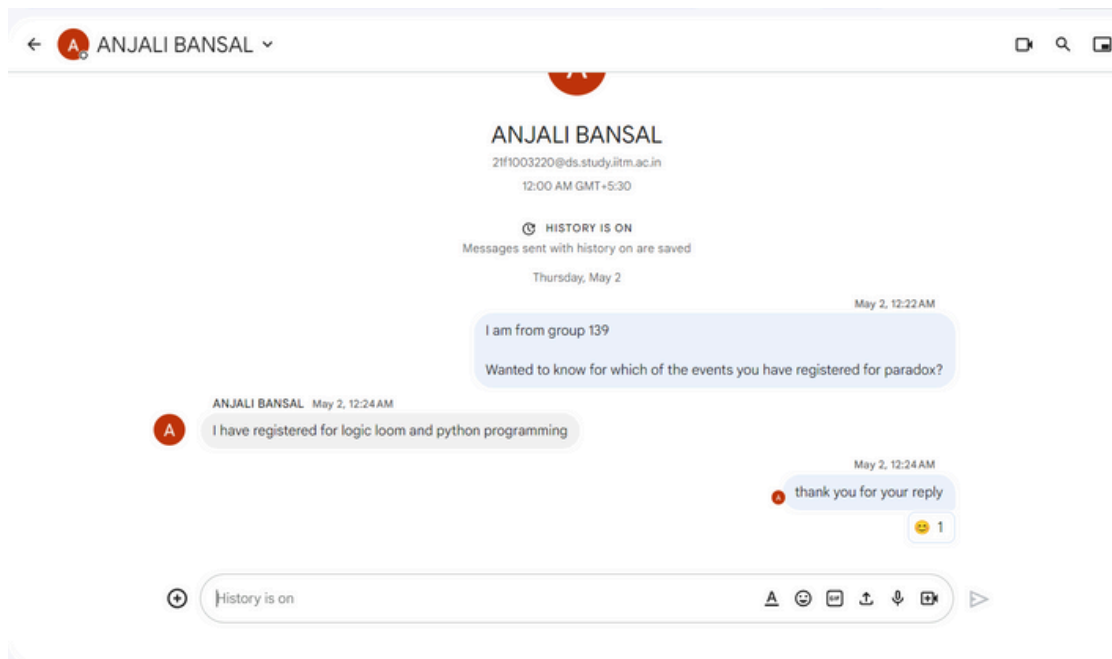 A ANJALI BANSAL
A
ANJALI BANSAL
21f1003220@ds.study.iitm.ac.in
12:00 AM GMT+5:30
HISTORY IS ON
Messages sent with history on are saved
Thursday, May 2
May 2, 12:22 AM
I am from group 139
Wanted to know for which of the events you have registered for paradox?
ANJALI BANSAL May 2, 12:24 AM
A I have registered for logic loom and python programming
May 2, 12:24 AM
A thank you for your reply
😊 1
History is on
A GIF